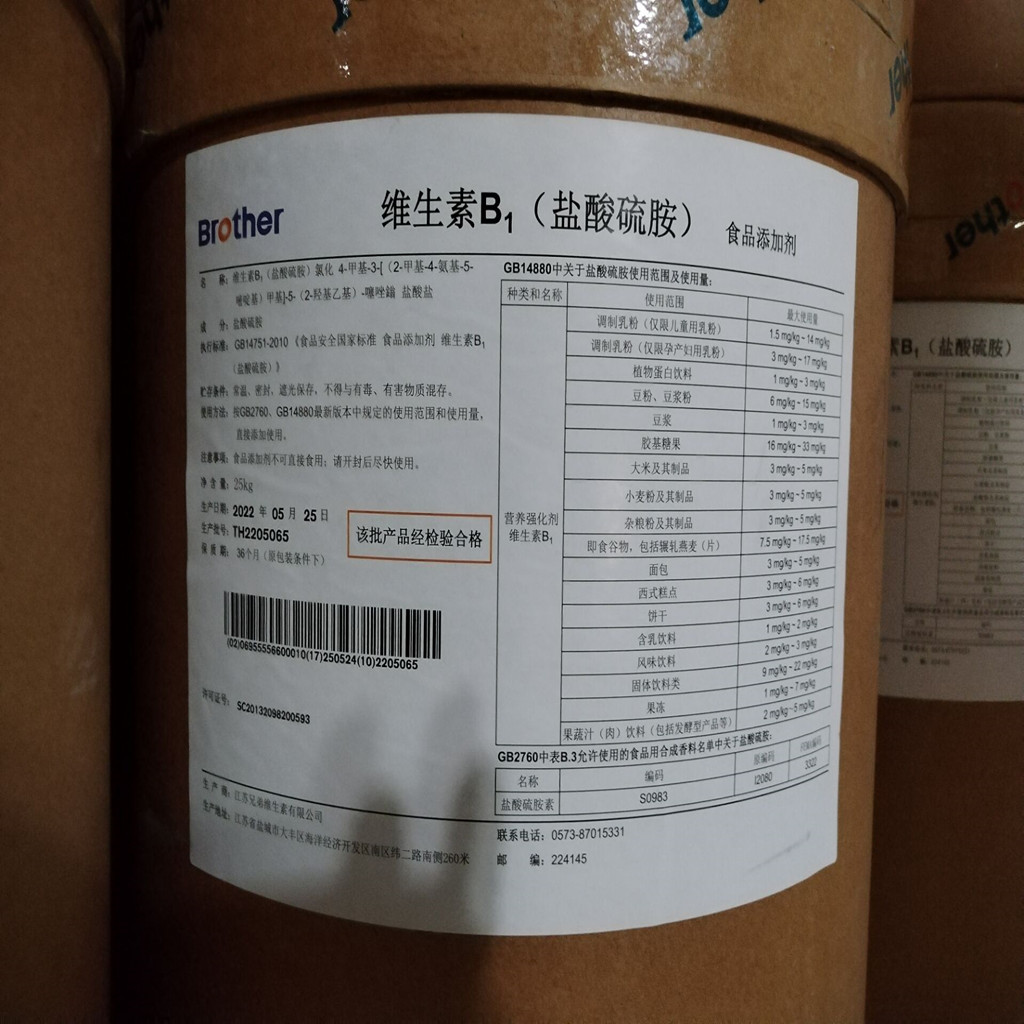 Brother
维生素B₁（盐酸硫胺） 食品添加剂
名 称：维生素B₁（盐酸硫胺）氯化 4-甲基-3-[（2-甲基-4-氨基-5-
嘧啶基）甲基]-5-（2-羟基乙基）-噻唑鎓 盐酸盐
成 分：盐酸硫胺
执行标准：GB14751-2010《食品安全国家标准 食品添加剂 维生素B₁
（盐酸硫胺）》
贮存条件：常温、密封、遮光保存，不得与有毒、有害物质混存。
使用方法：按GB2760、GB14880最新版本中规定的使用范围和使用量，
直接添加使用。
注意事项：食品添加剂不可直接食用；请开封后尽快使用。
净 含 量：25kg
生产日期：2022 年 05 月 25 日
生产批号：TH2205065
保 质 期：36个月（原包装条件下）
该批产品经检验合格
(02)06955556600010(17)250524(10)2205065
许可证号：SC20132098200593
GB14880中关于盐酸硫胺使用范围及使用量：
种类和名称 使用范围 最大使用量
营养强化剂
维生素B₁
调制乳粉（仅限儿童用乳粉） 1.5 mg/kg ~ 14 mg/kg
调制乳粉（仅限孕产妇用乳粉） 3 mg/kg ~ 17 mg/kg
植物蛋白饮料 1 mg/kg ~ 3 mg/kg
豆粉、豆浆粉 6 mg/kg ~ 15 mg/kg
豆浆 1 mg/kg ~ 3 mg/kg
胶基糖果 16 mg/kg ~ 33 mg/kg
大米及其制品 3 mg/kg ~ 5 mg/kg
小麦粉及其制品 3 mg/kg ~ 5 mg/kg
杂粮粉及其制品 3 mg/kg ~ 5 mg/kg
即食谷物，包括辗轧燕麦（片） 7.5 mg/kg ~ 17.5 mg/kg
面包 3 mg/kg ~ 5 mg/kg
西式糕点 3 mg/kg ~ 6 mg/kg
饼干 3 mg/kg ~ 6 mg/kg
含乳饮料 1 mg/kg ~ 2 mg/kg
风味饮料 2 mg/kg ~ 3 mg/kg
固体饮料类 9 mg/kg ~ 22 mg/kg
果冻 1 mg/kg ~ 7 mg/kg
果蔬汁（肉）饮料（包括发酵型产品等） 2 mg/kg ~ 5 mg/kg
GB2760中表B.3允许使用的食品用合成香料名单中关于盐酸硫胺：
名称 编码 原编码 FEMA编码
盐酸硫胺素 S0983 I2080 3322
生 产 商：江苏兄弟维生素有限公司
生产地址：江苏省盐城市大丰区海洋经济开发区南区纬二路南侧260米
联系电话：0573-87015331
邮 编：224145
素B₁（盐酸硫胺）